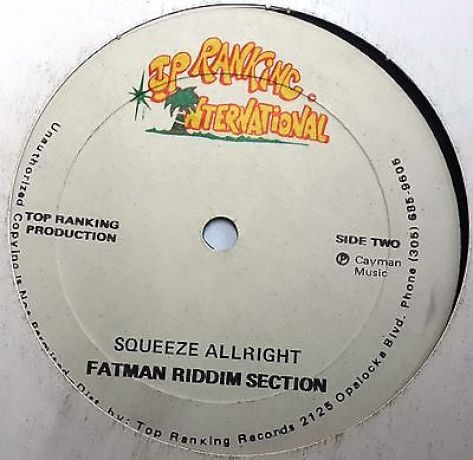 TOP RANKING
INTERNATIONAL
TOP RANKING
PRODUCTION
SIDE TWO
P Cayman
Music
SQUEEZE ALLRIGHT
FATMAN RIDDIM SECTION
Unauthorized Copying is Not Permitted-Dist. by: Top Ranking Records 2125 Opalocka Blvd. Phone (305) 685-9605